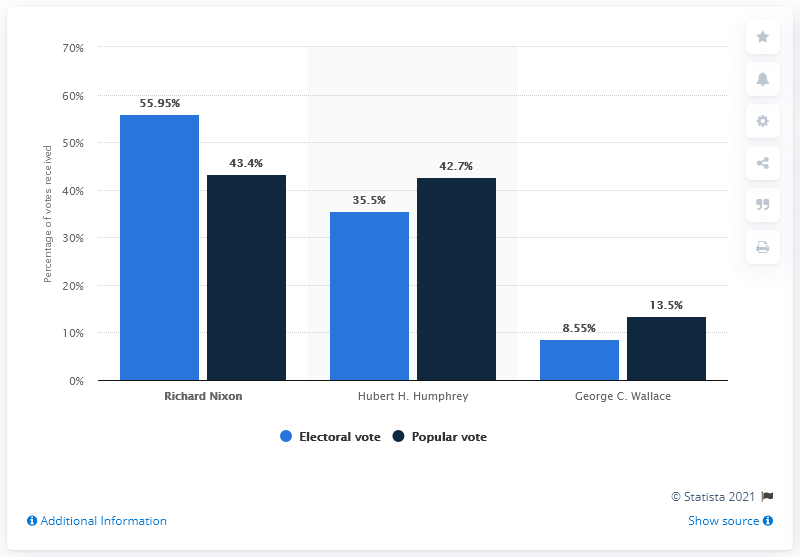 70%
60%
50%
40%
30%
20%
10%
0%
Percentage of votes received
55.95%
43.4%
35.5%
42.7%
8.55%
13.5%
Richard Nixon
Hubert H. Humphrey
George C. Wallace
Electoral vote
Popular vote
© Statista 2021
Additional Information
Show source